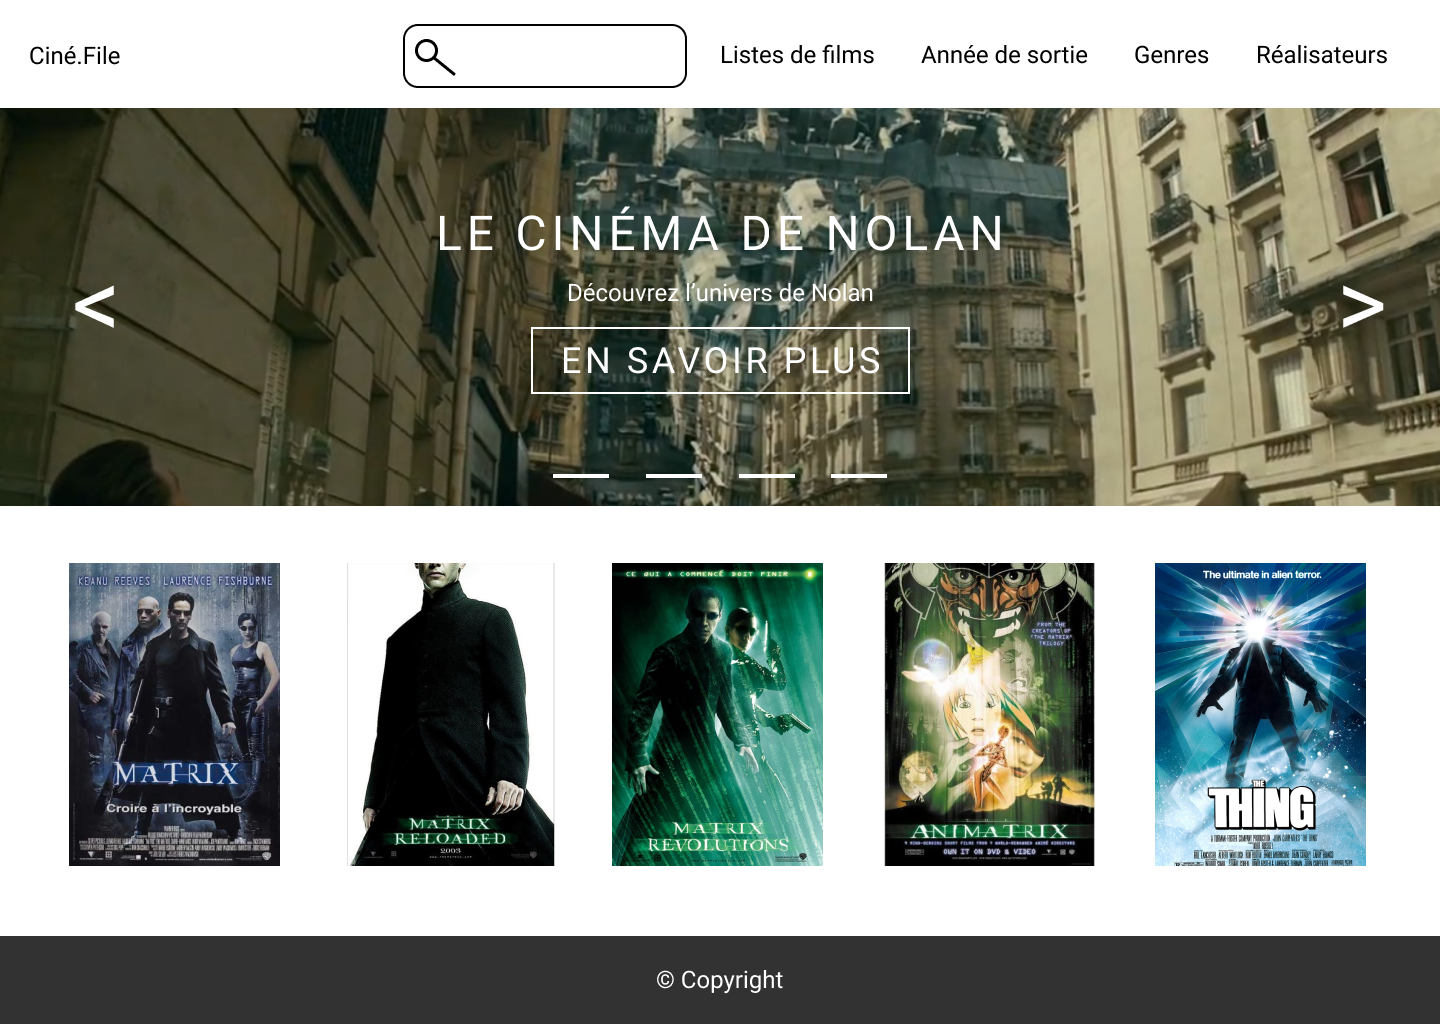 Ciné.File
Listes de films
Année de sortie
Genres
Réalisateurs
LE CINÉMA DE NOLAN
<
Découvrez l’univers de Nolan
>
EN SAVOIR PLUS
KEANU REEVES LAURENCE FISHBURNE
MATRIX
Croire à l'incroyable
MATRIX
RELOADED
2003
CE QUI A COMMENCÉ DOIT FINIR
MATRIX
REVOLUTIONS
FROM THE
CREATORS OF
"THE MATRIX"
TRILOGY
THE
ANIMATRIX
OWN IT ON DVD & VIDEO
The ultimate in alien terror.
THE
THING
© Copyright